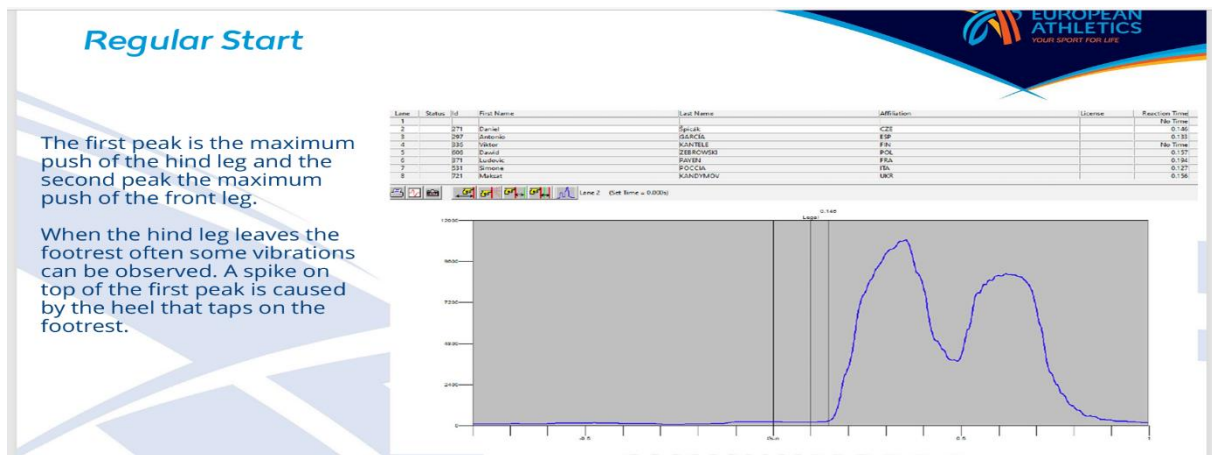 Regular Start
EUROPEAN
ATHLETICS
YOUR SPORT FOR LIFE
The first peak is the maximum
push of the hind leg and the
second peak the maximum
push of the front leg.
When the hind leg leaves the
footrest often some vibrations
can be observed. A spike on
top of the first peak is caused
by the heel that taps on the
footrest.
Lane Status Id First Name Last Name Affiliation License Reaction Time
1 No Time
2 271 Daniel Špicák CZE 0.146
3 297 Antonio GARCÍA ESP 0.133
4 335 Viktor KANTELE FIN No Time
5 Dawid ZEBROWSKI POL 0.157
6 371 Ludovic PAYEN FRA 0.194
7 531 Simone POCCIA ITA 0.127
8 721 Maksat KANDYMOV UKR 0.156
Lane 2 (Set Time = 0.000s)
0.146
Legal
12000
9600
7200
4800
2400
0
-0.5 Gun 0.5 1